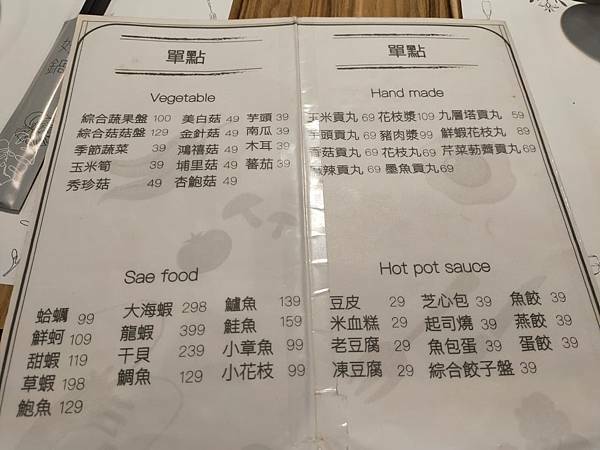 單點
Vegetable
綜合蔬果盤 100 美白菇 49 芋頭 39
綜合菇菇盤 129 金針菇 49 南瓜 39
季節蔬菜 39 鴻禧菇 49 木耳 39
玉米筍 39 埔里菇 49 蕃茄 39
秀珍菇 49 杏鮑菇 49
Sae food
蛤蠣 99 大海蝦 298 鱸魚 139
鮮蚵 109 龍蝦 399 鮭魚 159
甜蝦 119 干貝 239 小章魚 99
草蝦 198 鯛魚 129 小花枝 99
鮑魚 129
單點
Hand made
玉米貢丸 69 花枝漿 109 九層塔貢丸 59
芋頭貢丸 69 豬肉漿 99 鮮蝦花枝丸 89
香菇貢丸 69 花枝丸 69 芹菜荸薺貢丸 69
麻辣貢丸 69 墨魚貢丸 69
Hot pot sauce
豆皮 29 芝心包 39 魚餃 39
米血糕 29 起司燒 39 燕餃 39
老豆腐 29 魚包蛋 39 蛋餃 39
凍豆腐 29 綜合餃子盤 39